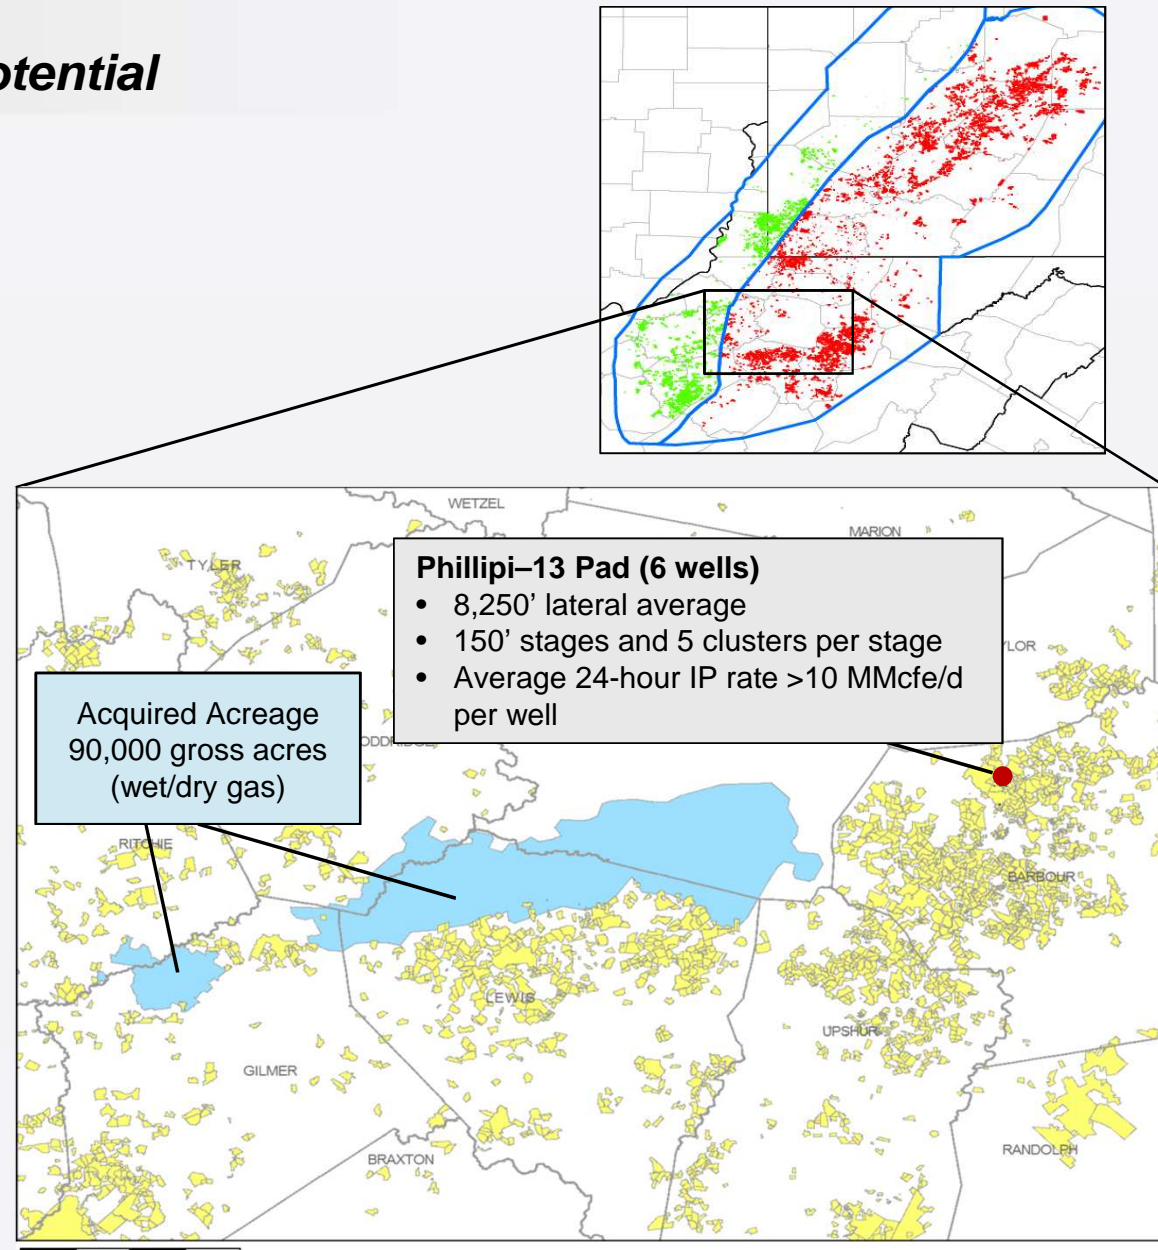 otential
WETZEL
MARION
TYLER
Phillipi–13 Pad (6 wells)
• 8,250’ lateral average
• 150’ stages and 5 clusters per stage
• Average 24-hour IP rate >10 MMcfe/d
per well
YLOR
Acquired Acreage
90,000 gross acres
(wet/dry gas)
ODDRIDGE
RITCHIE
BARBOUR
LEWIS
UPSHUR
GILMER
BRAXTON
RANDOLPH